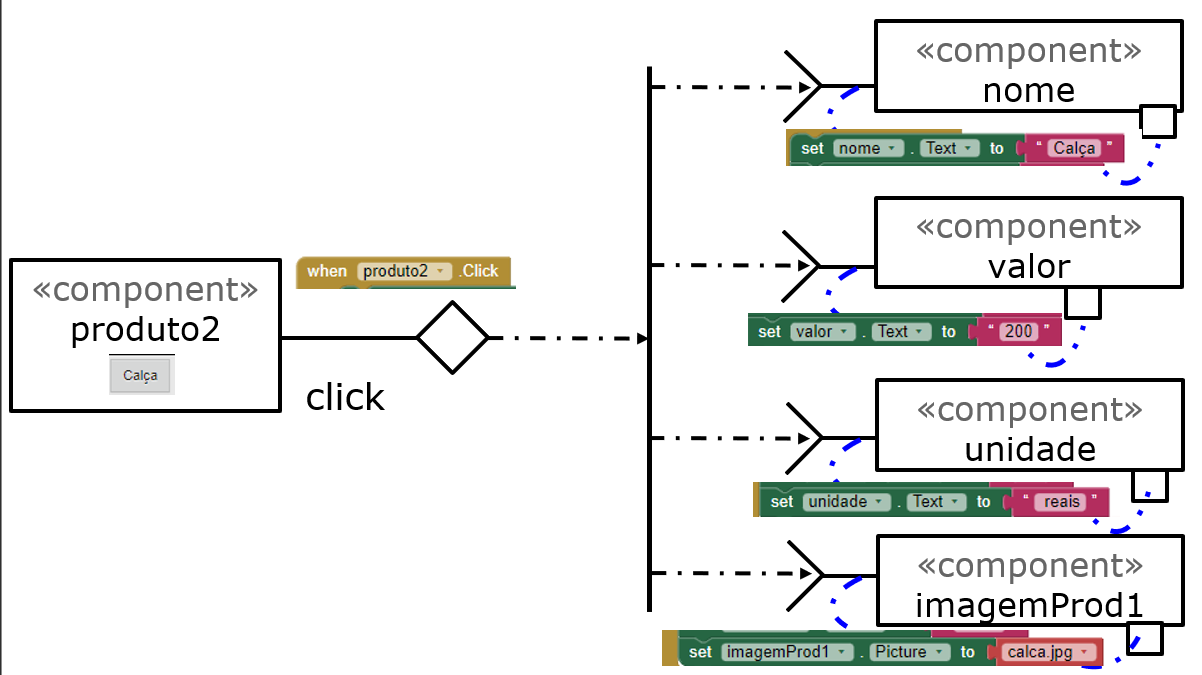 «component»
produto2
Calça
when produto2 .Click
click
«component»
nome
set nome . Text to " Calça "
«component»
valor
set valor . Text to " 200 "
«component»
unidade
set unidade . Text to " reais "
«component»
imagemProd1
set imagemProd1 . Picture to calca.jpg